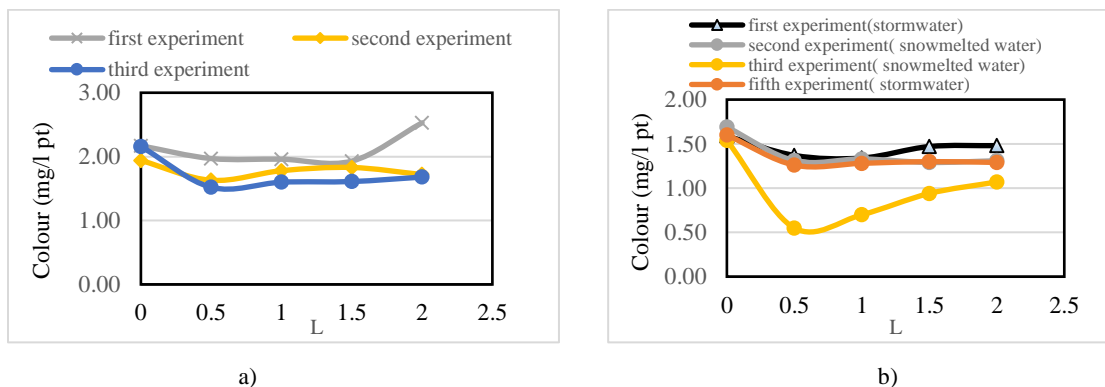 first experiment
second experiment
third experiment
3.00
2.00
1.00
0.00
Colour (mg/l pt)
0
0.5
1
1.5
2
2.5
L
a)
first experiment(stormwater)
second experiment( snowmelted water)
third experiment( snowmelted water)
fifth experiment( stormwater)
2.00
1.50
1.00
0.50
0.00
Colour (mg/l pt)
0
0.5
1
1.5
2
2.5
L
b)